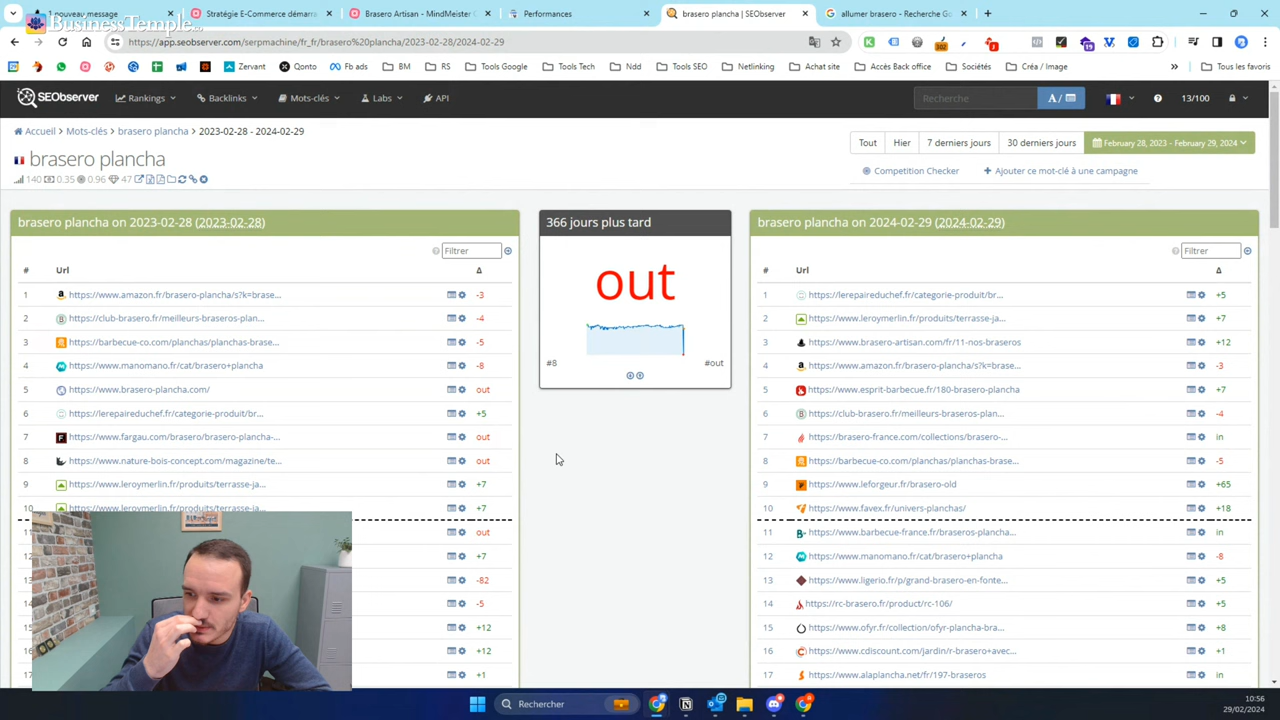 Stratégie E-Commerce démarr
Brasero Artisan - MindMeister
Performances
brasero plancha | SEObserver
allumer brasero - Recherche Go
BusinessTemple
https://app.seobserver.com/serpmachine/fr_fr/brasero%20plancha/2023-02-28/2024-02-29
Zervant
Qonto
Fb ads
BM
RS
Tools Google
Tools Tech
Ndd
Tools SEO
Netlinking
Achat site
Accès Back office
Sociétés
Créa / Image
Tous les favoris
SEObserver
Rankings
Backlinks
Mots-clés
Labs
API
Recherche
A /
13/100
Accueil > Mots-clés > brasero plancha > 2023-02-28 - 2024-02-29
Tout
Hier
7 derniers jours
30 derniers jours
February 28, 2023 - February 29, 2024
brasero plancha
140 0.35 0.96 47
Competition Checker
Ajouter ce mot-clé à une campagne
brasero plancha on 2023-02-28 (2023-02-28)
Filtrer
# Url Δ
1 https://www.amazon.fr/brasero-plancha/s?k=brase... -3
2 https://club-brasero.fr/meilleurs-braseros-plan... -4
3 https://barbecue-co.com/planchas/planchas-brase... -5
4 https://www.manomano.fr/cat/brasero+plancha -8
5 https://www.brasero-plancha.com/ out
6 https://lerepaireduchef.fr/categorie-produit/br... +5
7 https://www.fargau.com/brasero/brasero-plancha-... out
8 https://www.nature-bois-concept.com/magazine/te... out
9 https://www.leroymerlin.fr/produits/terrasse-ja... +7
10 https://www.leroymerlin.fr/produits/terrasse-ja... +7
11 out
12 +7
13 -82
14 -5
15 +12
16 +12
17 +1
366 jours plus tard
out
#8
#out
brasero plancha on 2024-02-29 (2024-02-29)
Filtrer
# Url Δ
1 https://lerepaireduchef.fr/categorie-produit/br... +5
2 https://www.leroymerlin.fr/produits/terrasse-ja... +7
3 https://www.brasero-artisan.com/fr/11-nos-braseros +12
4 https://www.amazon.fr/brasero-plancha/s?k=brase... -3
5 https://www.esprit-barbecue.fr/180-brasero-plancha +7
6 https://club-brasero.fr/meilleurs-braseros-plan... -4
7 https://brasero-france.com/collections/brasero-... in
8 https://barbecue-co.com/planchas/planchas-brase... -5
9 https://www.leforgeur.fr/brasero-old +65
10 https://www.favex.fr/univers-planchas/ +18
11 https://www.barbecue-france.fr/braseros-plancha... in
12 https://www.manomano.fr/cat/brasero+plancha -8
13 https://www.ligerio.fr/p/grand-brasero-en-fonte... +5
14 https://rc-brasero.fr/product/rc-106/ +5
15 https://www.ofyr.fr/collection/ofyr-plancha-bra... +8
16 https://www.cdiscount.com/jardin/r-brasero+avec... +1
17 https://www.alaplancha.net/fr/197-braseros in
Rechercher
10:56
29/02/2024